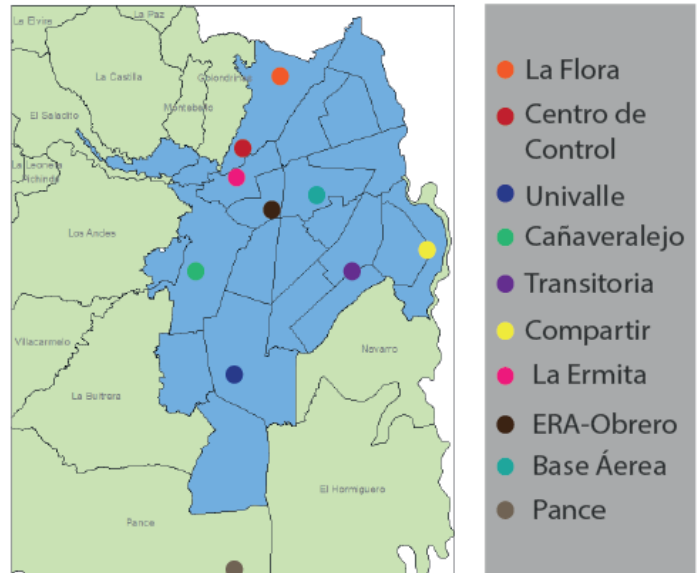 La Elvira
La Paz
La Castilla
Golondrinas
Montebello
El Saladito
La Leonera
Pichinde
Los Andes
Villacarmelo
La Buitrera
Navarro
El Hormiguero
Pance
La Flora
Centro de
Control
Univalle
Cañaveralejo
Transitoria
Compartir
La Ermita
ERA-Obrero
Base Áerea
Pance